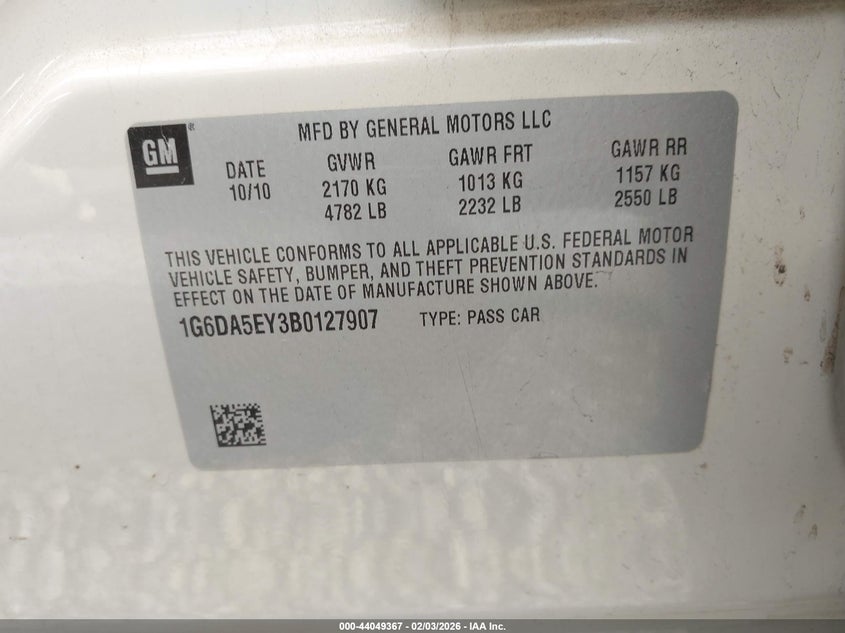 GM
MFD BY GENERAL MOTORS LLC
DATE GVWR GAWR FRT GAWR RR
10/10 2170 KG 1013 KG 1157 KG
4782 LB 2232 LB 2550 LB
THIS VEHICLE CONFORMS TO ALL APPLICABLE U.S. FEDERAL MOTOR
VEHICLE SAFETY, BUMPER, AND THEFT PREVENTION STANDARDS IN
EFFECT ON THE DATE OF MANUFACTURE SHOWN ABOVE.
1G6DA5EY3B0127907 TYPE: PASS CAR
000-44049367 - 02/03/2026 - IAA Inc.